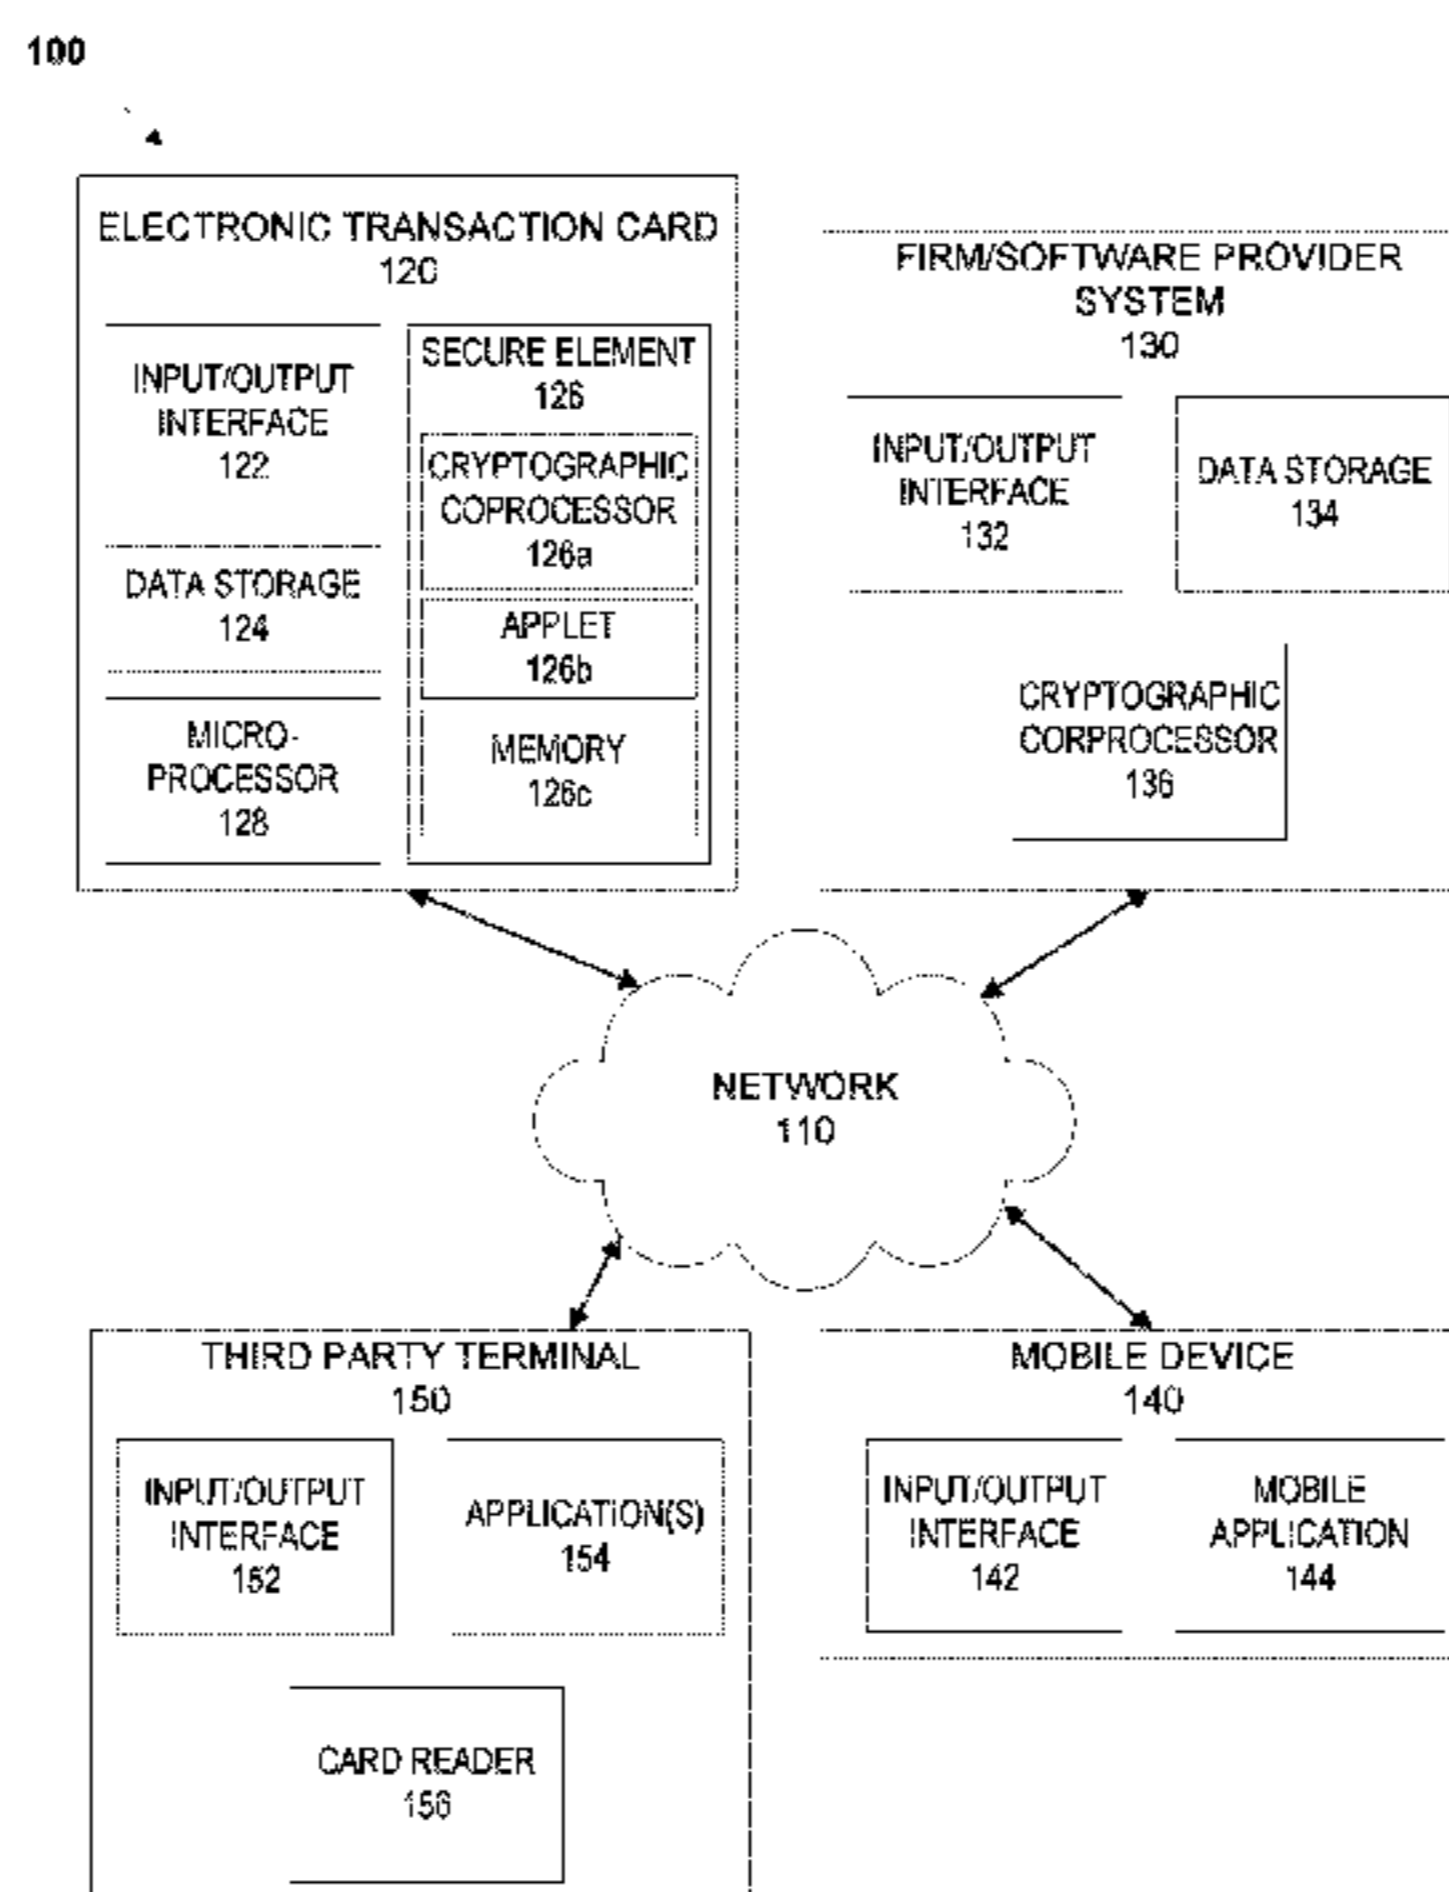 100
ELECTRONIC TRANSACTION CARD
120
INPUT/OUTPUT
INTERFACE
122
DATA STORAGE
124
MICRO-
PROCESSOR
128
SECURE ELEMENT
126
CRYPTOGRAPHIC
COPROCESSOR
126a
APPLET
126b
MEMORY
126c
FIRM/SOFTWARE PROVIDER
SYSTEM
130
INPUT/OUTPUT
INTERFACE
132
DATA STORAGE
134
CRYPTOGRAPHIC
CORPROCESSOR
136
NETWORK
110
THIRD PARTY TERMINAL
150
INPUT/OUTPUT
INTERFACE
152
APPLICATION(S)
154
CARD READER
156
MOBILE DEVICE
140
INPUT/OUTPUT
INTERFACE
142
MOBILE
APPLICATION
144